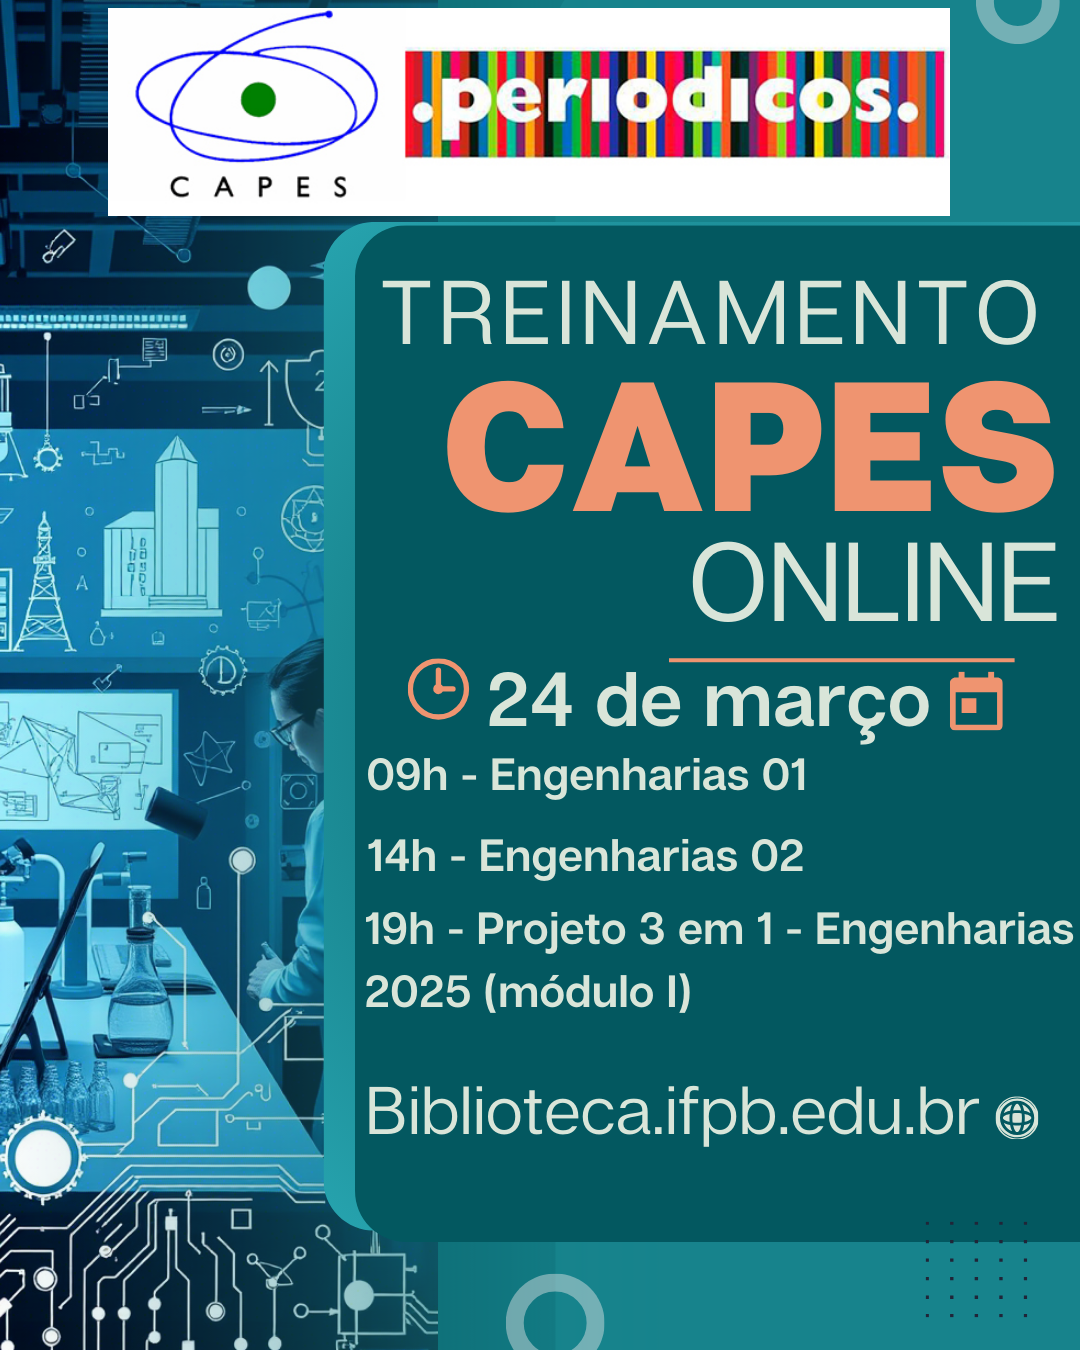 CAPES
.periodicos.
TREINAMENTO
CAPES
ONLINE
24 de março
09h - Engenharias 01
14h - Engenharias 02
19h - Projeto 3 em 1 - Engenharias
2025 (módulo I)
Biblioteca.ifpb.edu.br